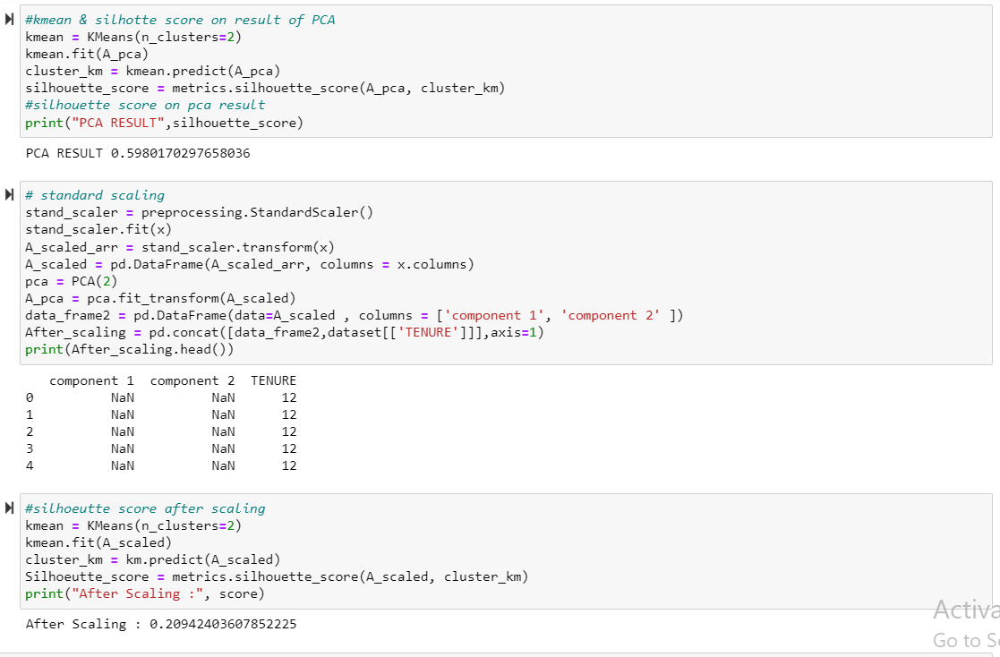 #kmean & silhotte score on result of PCA
kmean = KMeans(n_clusters=2)
kmean.fit(A_pca)
cluster_km = kmean.predict(A_pca)
silhouette_score = metrics.silhouette_score(A_pca, cluster_km)
#silhouette score on pca result
print("PCA RESULT",silhouette_score)
PCA RESULT 0.5980170297658036
# standard scaling
stand_scaler = preprocessing.StandardScaler()
stand_scaler.fit(x)
A_scaled_arr = stand_scaler.transform(x)
A_scaled = pd.DataFrame(A_scaled_arr, columns = x.columns)
pca = PCA(2)
A_pca = pca.fit_transform(A_scaled)
data_frame2 = pd.DataFrame(data=A_scaled , columns = ['component 1', 'component 2' ])
After_scaling = pd.concat([data_frame2,dataset[['TENURE']]],axis=1)
print(After_scaling.head())
component 1 component 2 TENURE
0 NaN NaN 12
1 NaN NaN 12
2 NaN NaN 12
3 NaN NaN 12
4 NaN NaN 12
#silhoeutte score after scaling
kmean = KMeans(n_clusters=2)
kmean.fit(A_scaled)
cluster_km = km.predict(A_scaled)
Silhoeutte_score = metrics.silhouette_score(A_scaled, cluster_km)
print("After Scaling :", score)
After Scaling : 0.20942403607852225
Activa
Go to S